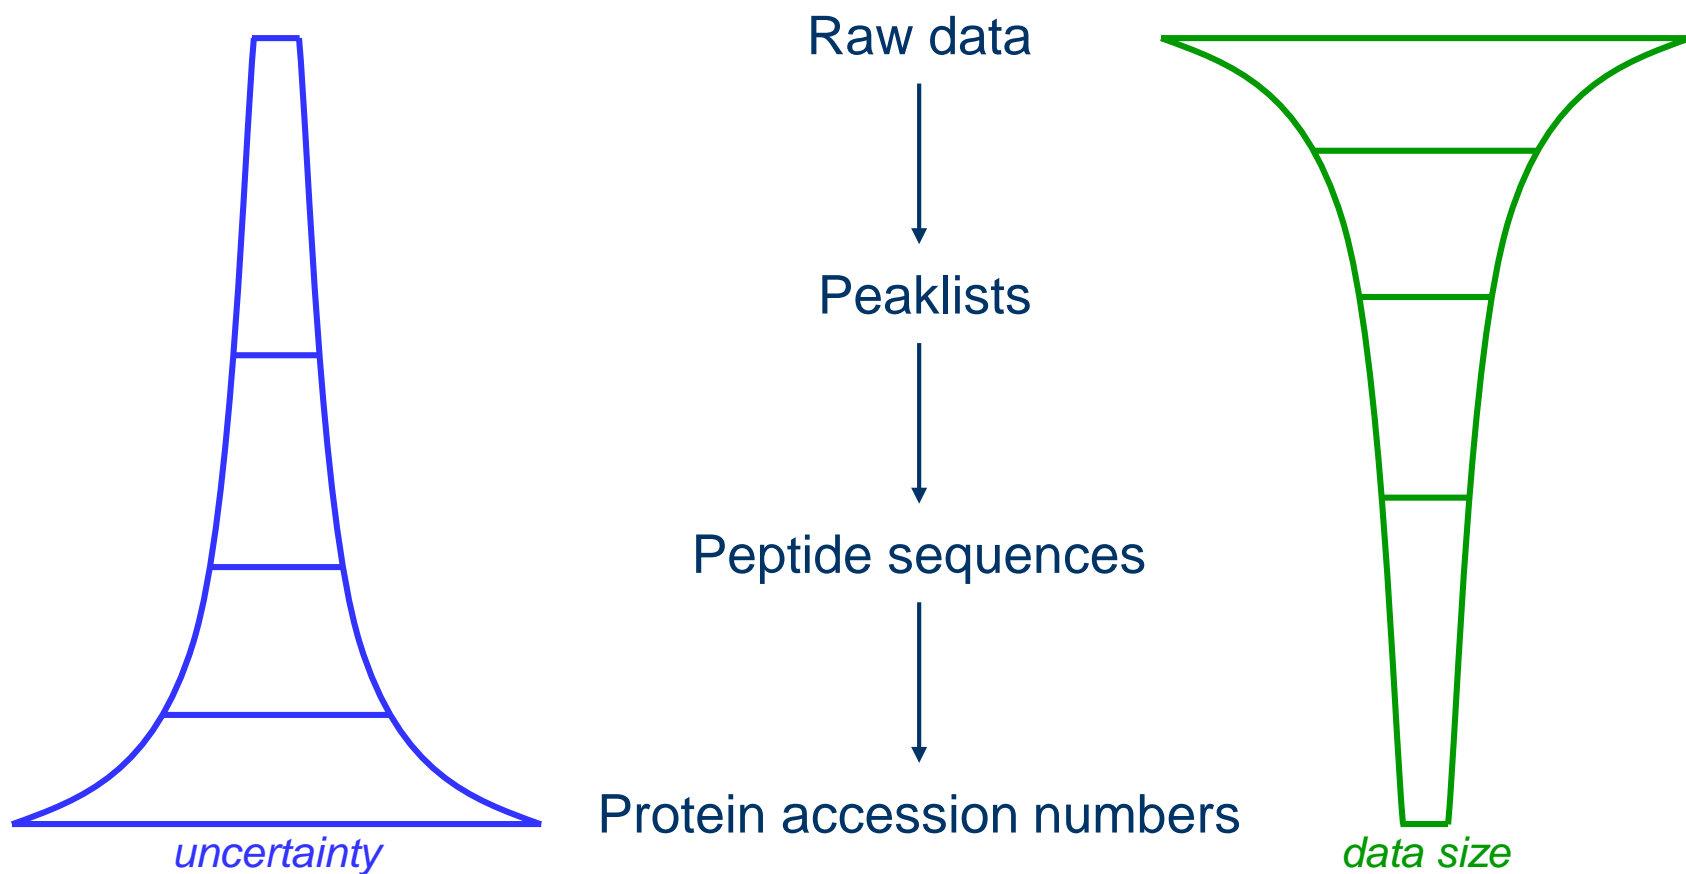 Raw data
Peaklists
Peptide sequences
Protein accession numbers
uncertainty
data size